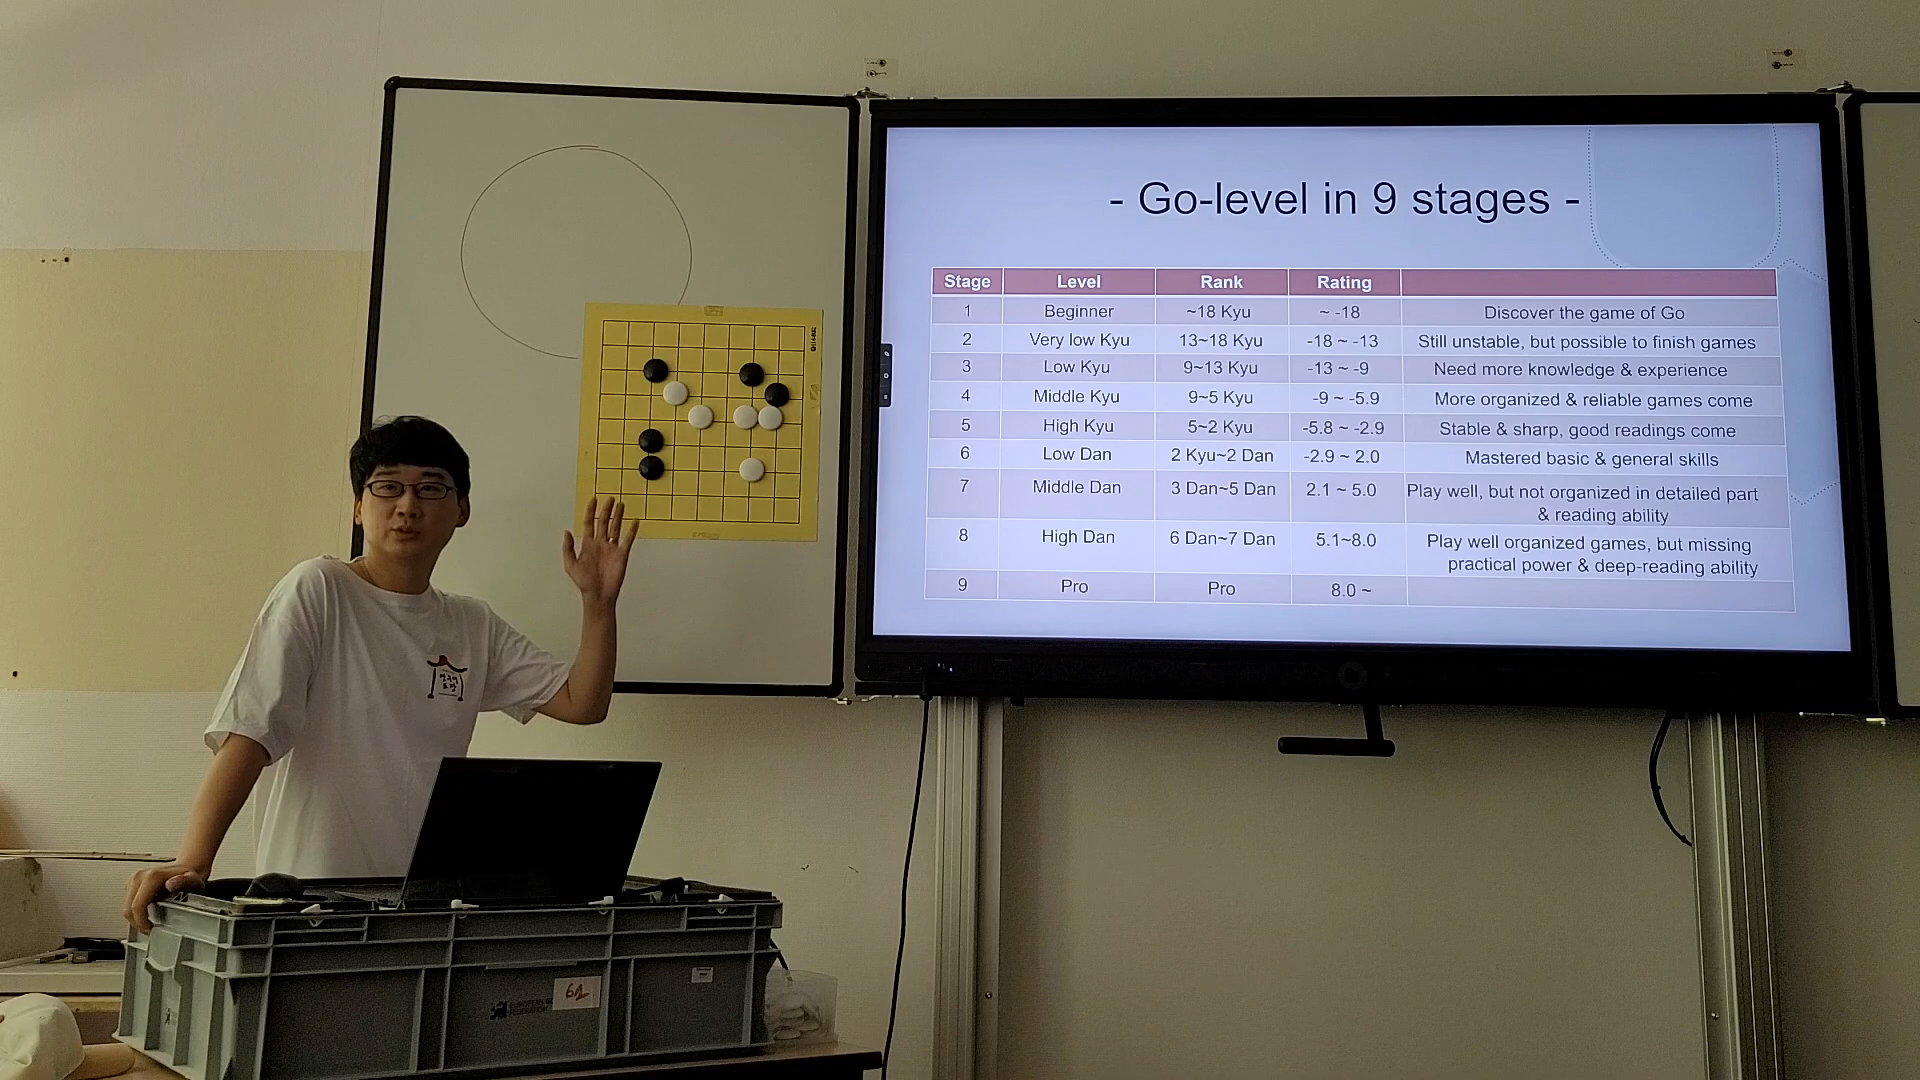 - Go-level in 9 stages -
Stage Level Rank Rating
1 Beginner ~18 Kyu ~ -18 Discover the game of Go
2 Very low Kyu 13~18 Kyu -18 ~ -13 Still unstable, but possible to finish games
3 Low Kyu 9~13 Kyu -13 ~ -9 Need more knowledge & experience
4 Middle Kyu 9~5 Kyu -9 ~ -5.9 More organized & reliable games come
5 High Kyu 5~2 Kyu -5.8 ~ -2.9 Stable & sharp, good readings come
6 Low Dan 2 Kyu~2 Dan -2.9 ~ 2.0 Mastered basic & general skills
7 Middle Dan 3 Dan~5 Dan 2.1 ~ 5.0 Play well, but not organized in detailed part
& reading ability
8 High Dan 6 Dan~7 Dan 5.1~8.0 Play well organized games, but missing
practical power & deep-reading ability
9 Pro Pro 8.0 ~
EUROPEAN GO
FEDERATION